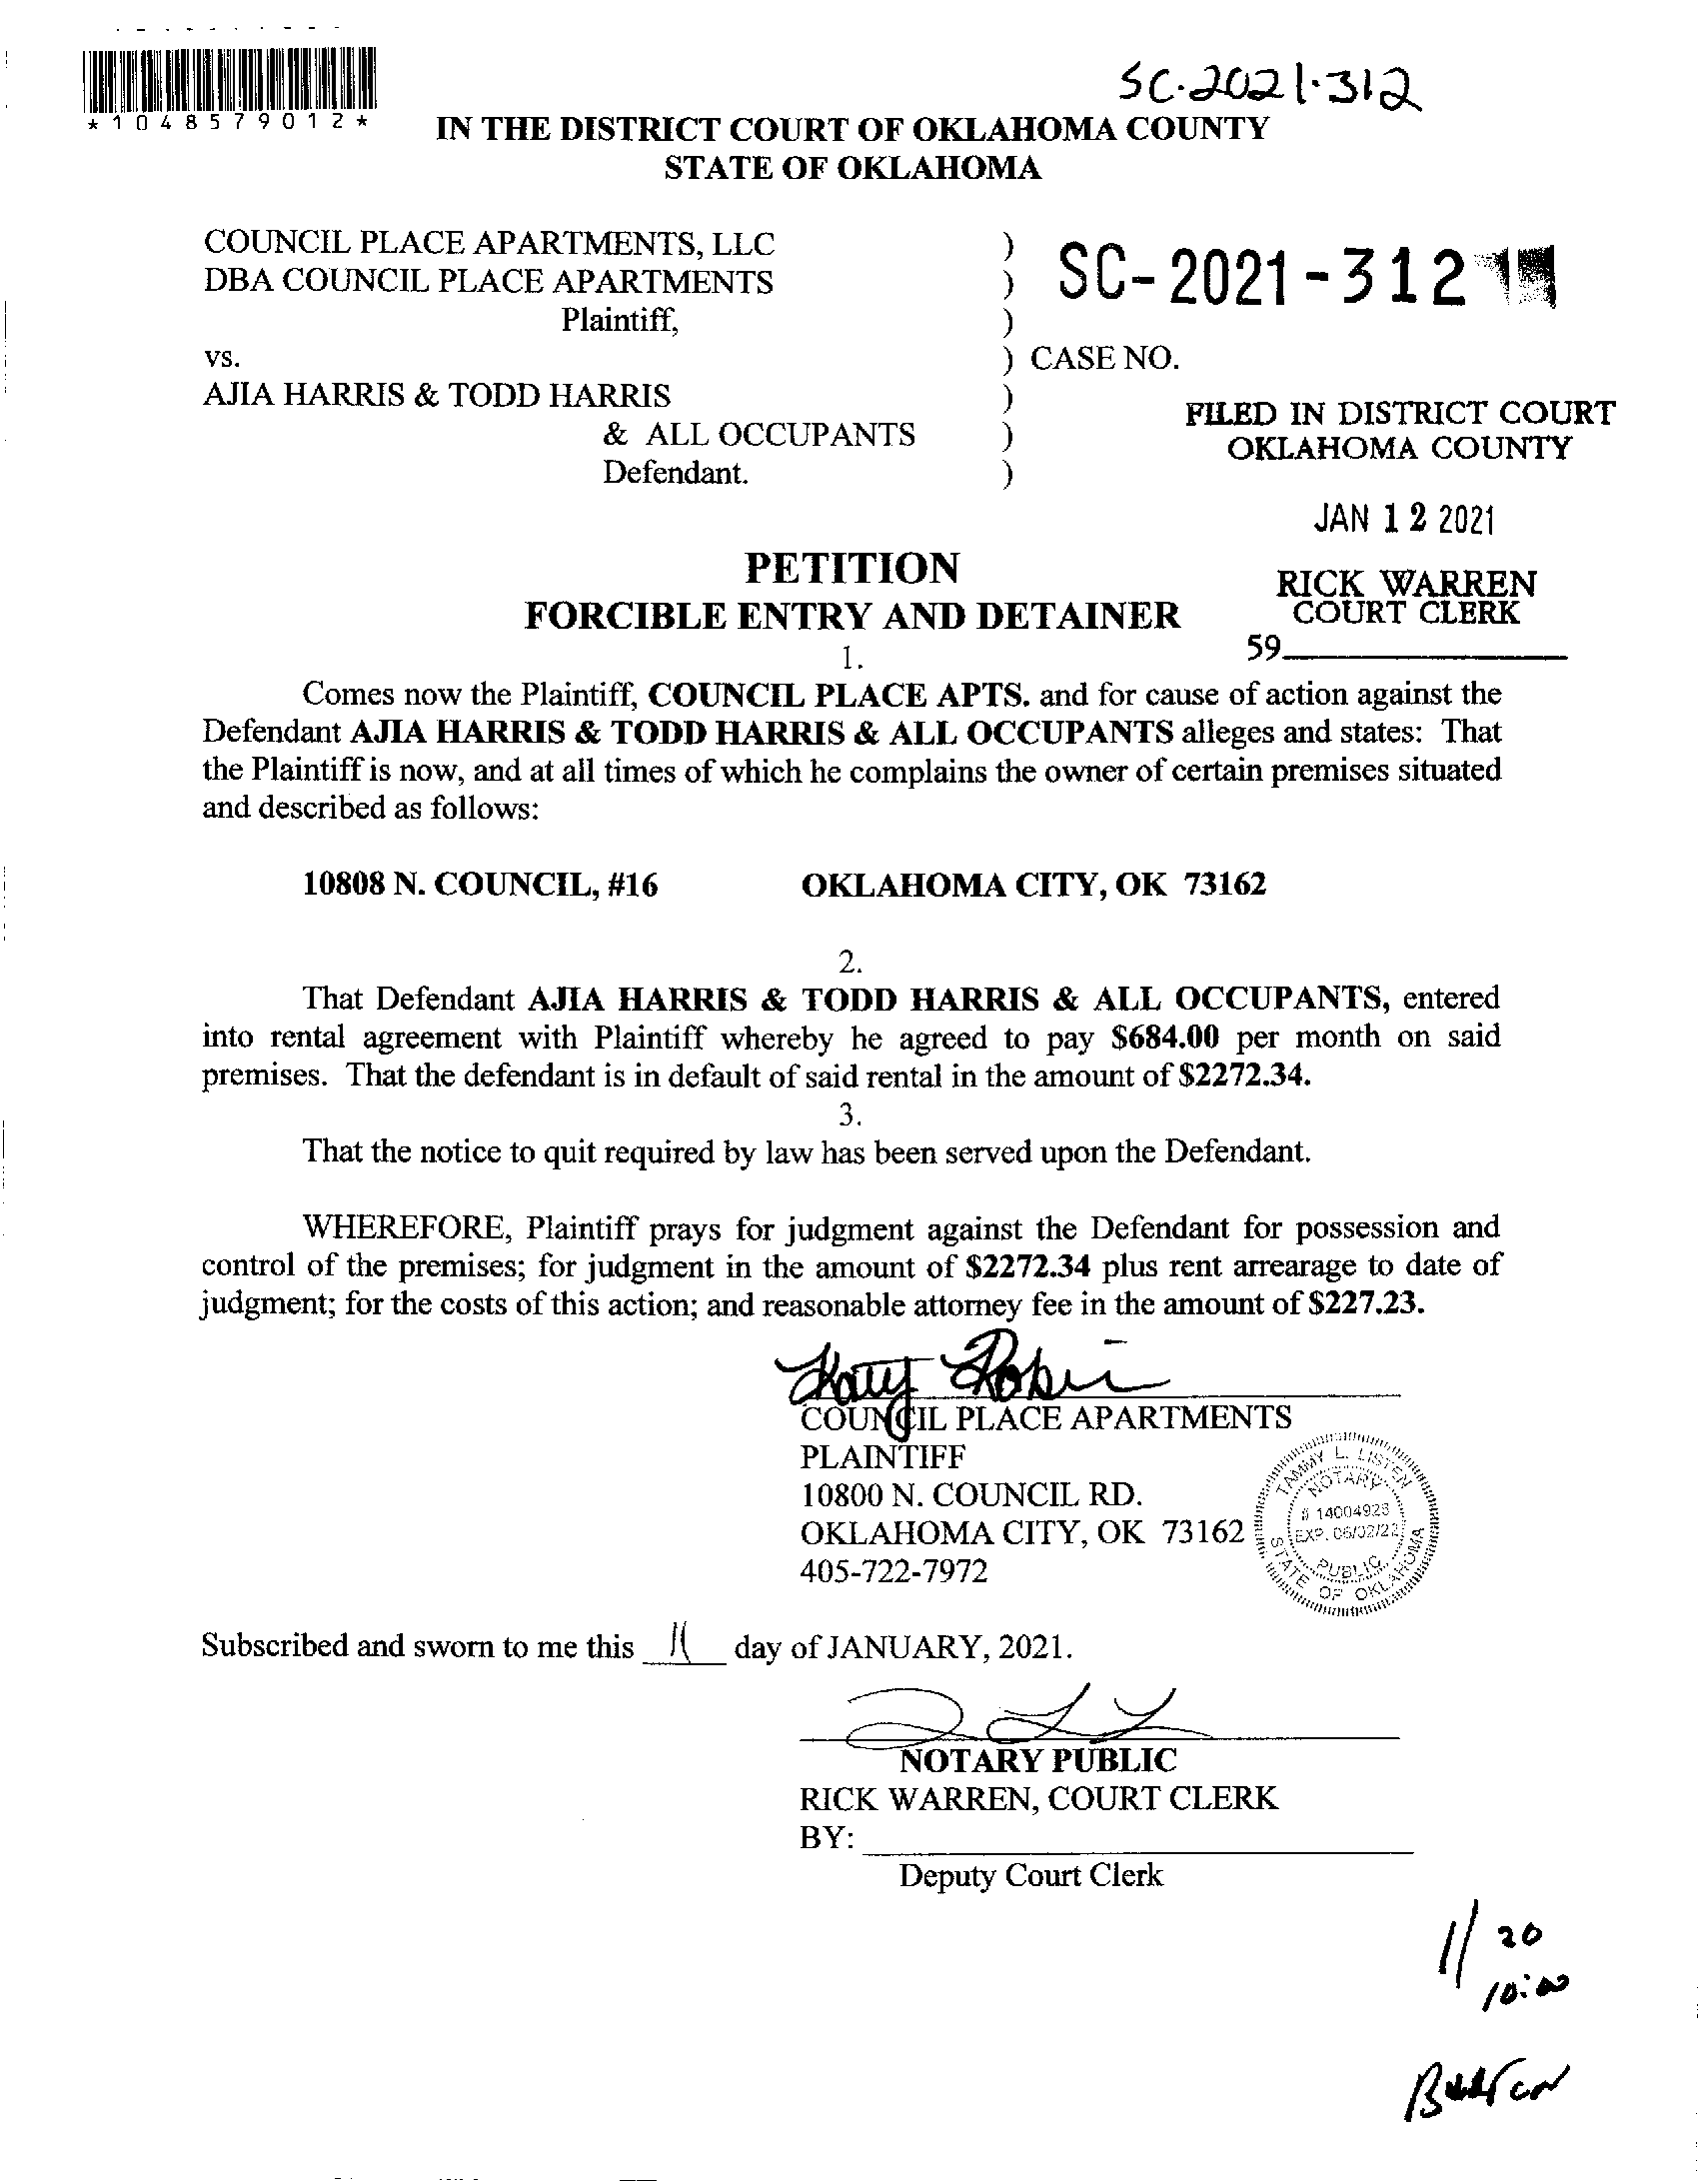 SC-2021-312
*1048579012*
IN THE DISTRICT COURT OF OKLAHOMA COUNTY
STATE OF OKLAHOMA
COUNCIL PLACE APARTMENTS, LLC )
DBA COUNCIL PLACE APARTMENTS ) SC-2021-312
Plaintiff, )
vs. ) CASE NO.
AJIA HARRIS & TODD HARRIS )
& ALL OCCUPANTS )
Defendant. )
FILED IN DISTRICT COURT
OKLAHOMA COUNTY
JAN 12 2021
RICK WARREN
COURT CLERK
59
PETITION
FORCIBLE ENTRY AND DETAINER
1.
Comes now the Plaintiff, COUNCIL PLACE APTS. and for cause of action against the
Defendant AJIA HARRIS & TODD HARRIS & ALL OCCUPANTS alleges and states: That
the Plaintiff is now, and at all times of which he complains the owner of certain premises situated
and described as follows:
10808 N. COUNCIL, #16 OKLAHOMA CITY, OK 73162
2.
That Defendant AJIA HARRIS & TODD HARRIS & ALL OCCUPANTS, entered
into rental agreement with Plaintiff whereby he agreed to pay $684.00 per month on said
premises. That the defendant is in default of said rental in the amount of $2272.34.
3.
That the notice to quit required by law has been served upon the Defendant.
WHEREFORE, Plaintiff prays for judgment against the Defendant for possession and
control of the premises; for judgment in the amount of $2272.34 plus rent arrearage to date of
judgment; for the costs of this action; and reasonable attorney fee in the amount of $227.23.
COUNCIL PLACE APARTMENTS
PLAINTIFF
10800 N. COUNCIL RD.
OKLAHOMA CITY, OK 73162
405-722-7972
TAMMY L. LISTEN
NOTARY
# 14004923
EXP. 06/02/22
PUBLIC
STATE OF OKLAHOMA
Subscribed and sworn to me this 11 day of JANUARY, 2021.
NOTARY PUBLIC
RICK WARREN, COURT CLERK
BY:
Deputy Court Clerk
1/20
10:00